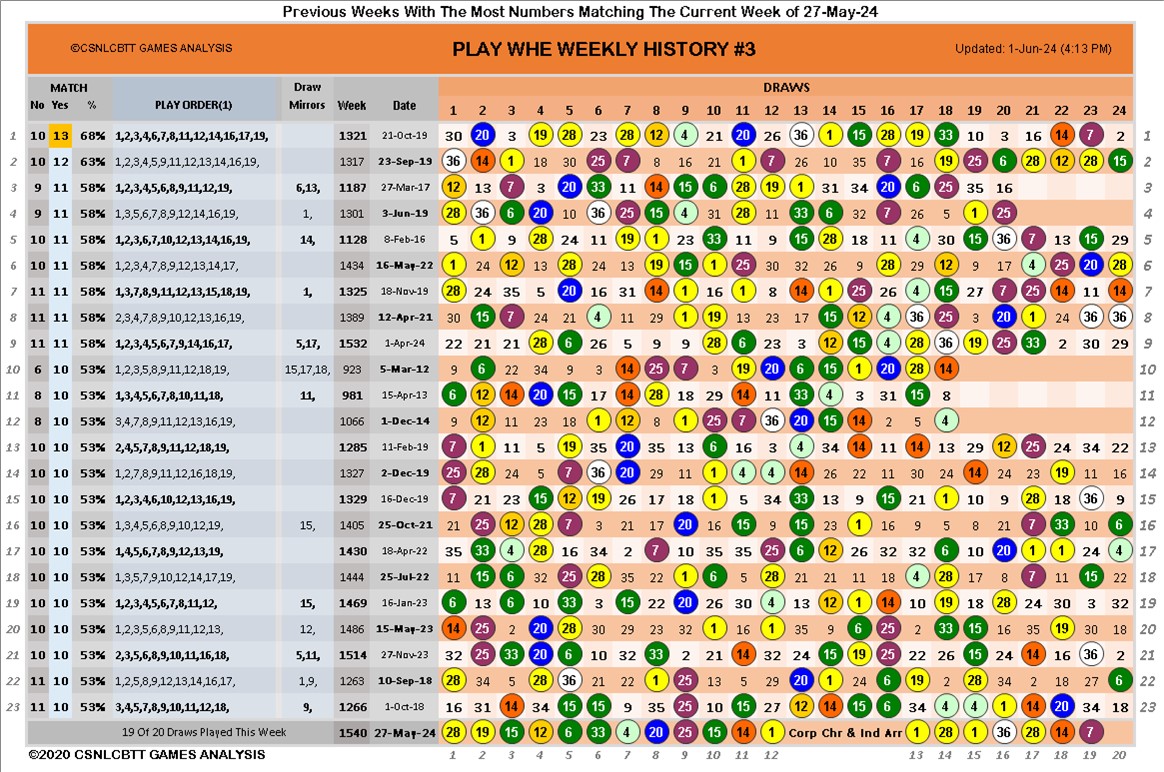 Previous Weeks With The Most Numbers Matching The Current Week of 27-May-24
©CSNLCBTT GAMES ANALYSIS PLAY WHE WEEKLY HISTORY #3 Updated: 1-Jun-24 (4:13 PM)
MATCH Draw DRAWS
No Yes % PLAY ORDER(1) Mirrors Week Date 1 2 3 4 5 6 7 8 9 10 11 12 13 14 15 16 17 18 19 20 21 22 23 24
1 10 13 68% 1,2,3,4,6,7,8,11,12,14,16,17,19, 1321 21-Oct-19 30 20 3 19 28 23 28 12 4 21 20 26 36 1 15 28 19 33 10 3 16 14 7 2 1
2 10 12 63% 1,2,3,4,5,9,11,12,13,14,16,19, 1317 23-Sep-19 36 14 1 18 30 25 7 8 16 21 1 7 26 10 35 7 16 19 25 6 28 12 28 15 2
3 9 11 58% 1,2,3,4,5,6,8,9,11,12,19, 6,13, 1187 27-Mar-17 12 13 7 3 20 33 11 14 15 6 28 19 1 31 34 20 6 25 35 16 3
4 9 11 58% 1,3,5,6,7,8,9,12,14,16,19, 1, 1301 3-Jun-19 28 36 6 20 10 36 25 15 4 31 28 11 33 14 32 7 26 5 1 20 4
5 10 11 58% 1,2,3,6,7,10,12,13,14,16,19, 14, 1128 8-Feb-16 5 1 9 28 24 11 19 1 23 33 11 9 15 28 18 11 4 30 15 36 7 13 15 29 5
6 10 11 58% 1,2,3,4,7,8,9,12,13,14,17, 1434 16-May-22 1 24 12 13 28 24 13 19 15 1 25 30 32 26 9 28 29 12 9 17 4 25 20 28 6
7 11 11 58% 1,3,7,8,9,11,12,13,15,18,19, 1, 1325 18-Nov-19 28 24 35 5 20 16 31 14 1 16 1 8 14 1 25 26 4 15 27 7 25 14 11 14 7
8 11 11 58% 2,3,4,7,8,9,12,13,16,19, 1389 12-Apr-21 30 15 7 24 21 4 11 29 1 19 13 23 17 15 12 4 36 25 3 20 1 23 36 36 8
9 11 11 58% 1,2,3,4,5,6,7,9,14,16,17, 5,17, 1532 1-Apr-24 22 21 21 28 6 26 5 9 9 28 6 23 3 12 15 4 28 36 19 25 33 2 30 29 9
10 6 10 53% 1,2,3,5,8,9,11,12,18,19, 15,17,18, 923 5-Mar-12 9 6 22 34 9 3 14 25 7 3 19 20 6 15 1 20 28 14 10
11 8 10 53% 1,3,4,5,6,7,8,10,11,18, 11, 981 15-Apr-13 6 12 14 20 15 17 14 28 18 29 14 11 33 4 3 31 15 8 11
12 8 10 53% 3,4,7,8,9,11,12,13,16,19, 1066 1-Dec-14 9 12 11 23 18 1 12 8 1 25 7 36 20 15 14 2 5 4 12
13 10 10 53% 2,4,5,7,8,9,11,12,18,19, 1285 11-Feb-19 7 1 11 5 19 35 20 35 13 6 16 3 4 34 14 11 14 13 29 12 25 24 34 22 13
14 10 10 53% 1,2,7,8,9,11,12,16,18,19, 1327 2-Dec-19 25 28 24 5 7 36 20 29 11 1 4 4 14 26 22 11 30 29 14 24 23 19 11 16 14
15 10 10 53% 1,2,3,4,6,10,12,13,16,19, 1329 16-Dec-19 7 21 23 15 12 19 26 17 18 1 5 34 33 13 9 15 21 1 10 9 28 18 36 9 15
16 10 10 53% 1,3,4,5,6,8,9,10,12,19, 15, 1405 25-Oct-21 21 25 12 28 7 3 21 17 20 16 15 9 15 16 1 9 5 8 21 21 7 33 10 6 16
17 10 10 53% 1,4,5,6,7,8,9,12,13,19, 1430 18-Apr-22 35 33 4 28 16 34 2 7 10 35 35 25 6 12 26 32 32 6 10 20 1 1 24 4 17
18 10 10 53% 1,3,5,7,9,10,12,14,17,19, 1444 25-Jul-22 11 15 6 32 25 28 35 22 1 6 12 28 21 21 11 18 4 28 17 8 7 11 15 22 18
19 10 10 53% 1,2,3,4,5,6,7,8,11,12, 15, 1469 16-Jan-23 6 13 6 10 33 3 15 22 20 26 30 4 13 12 1 14 10 19 18 28 24 30 3 32 19
20 10 10 53% 1,2,3,5,6,8,9,11,12,13, 12, 1486 15-May-23 14 25 2 20 28 30 29 23 32 1 16 1 35 9 6 25 2 33 15 16 35 19 30 18 20
21 10 10 53% 2,3,5,6,8,9,10,11,16,18, 5,11, 1514 27-Nov-23 32 25 33 20 6 10 32 33 2 21 14 32 24 15 19 25 22 26 15 24 14 16 36 2 21
22 11 10 53% 1,2,5,8,9,12,13,14,16,17, 1,9, 1263 10-Sep-18 28 34 5 28 36 21 8 1 25 13 5 29 20 1 24 6 19 2 28 34 32 18 27 6 22
23 11 10 53% 3,4,5,7,8,9,10,11,12,18, 9, 1266 1-Oct-18 16 31 14 34 15 15 9 35 25 23 35 27 12 14 15 6 34 4 4 1 14 20 34 18 23
19 Of 20 Draws Played This Week 1540 27-May-24 28 19 15 12 6 33 4 20 25 15 14 1 Corp Chr & Ind Arr 1 28 1 36 28 14 7
©2020 CSNLCBTT GAMES ANALYSIS 1 2 3 4 5 6 7 8 9 10 11 12 13 14 15 16 17 18 19 20